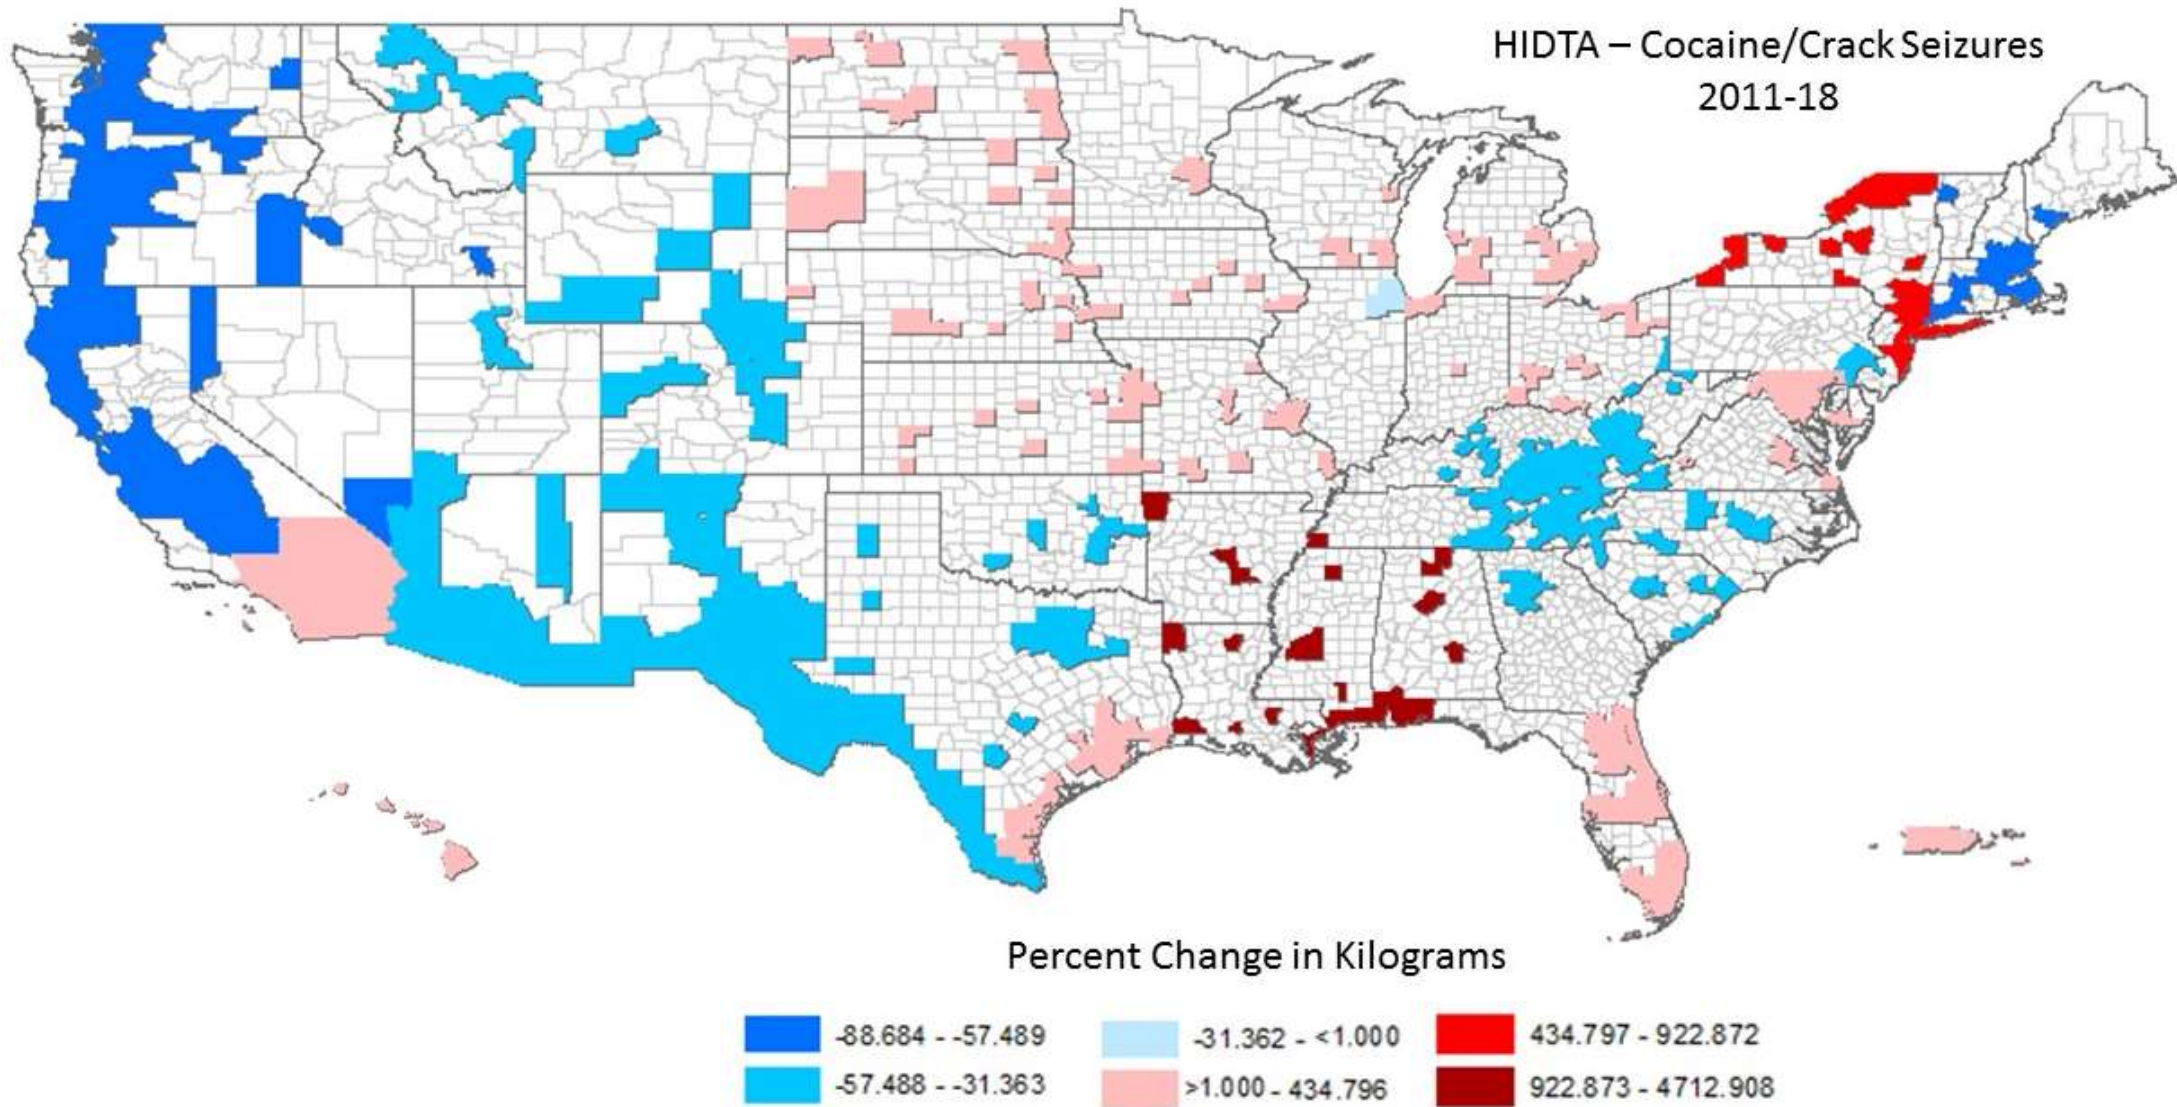 HIDTA – Cocaine/Crack Seizures
2011-18
Percent Change in Kilograms
-88.684 - -57.489
-31.362 - <1.000
434.797 - 922.872
-57.488 - -31.363
>1.000 - 434.796
922.873 - 4712.908